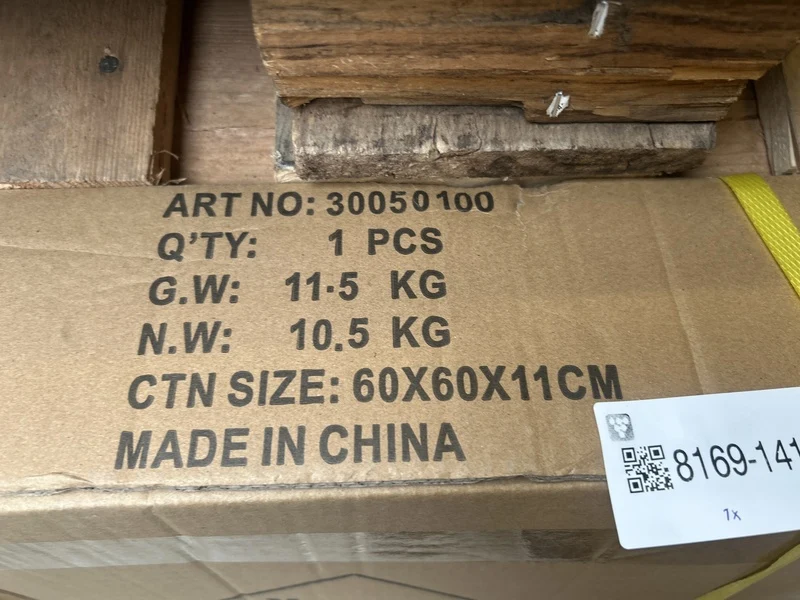 ART NO: 30050100
Q'TY: 1 PCS
G.W: 11.5 KG
N.W: 10.5 KG
CTN SIZE: 60X60X11CM
MADE IN CHINA
8169-141
1x